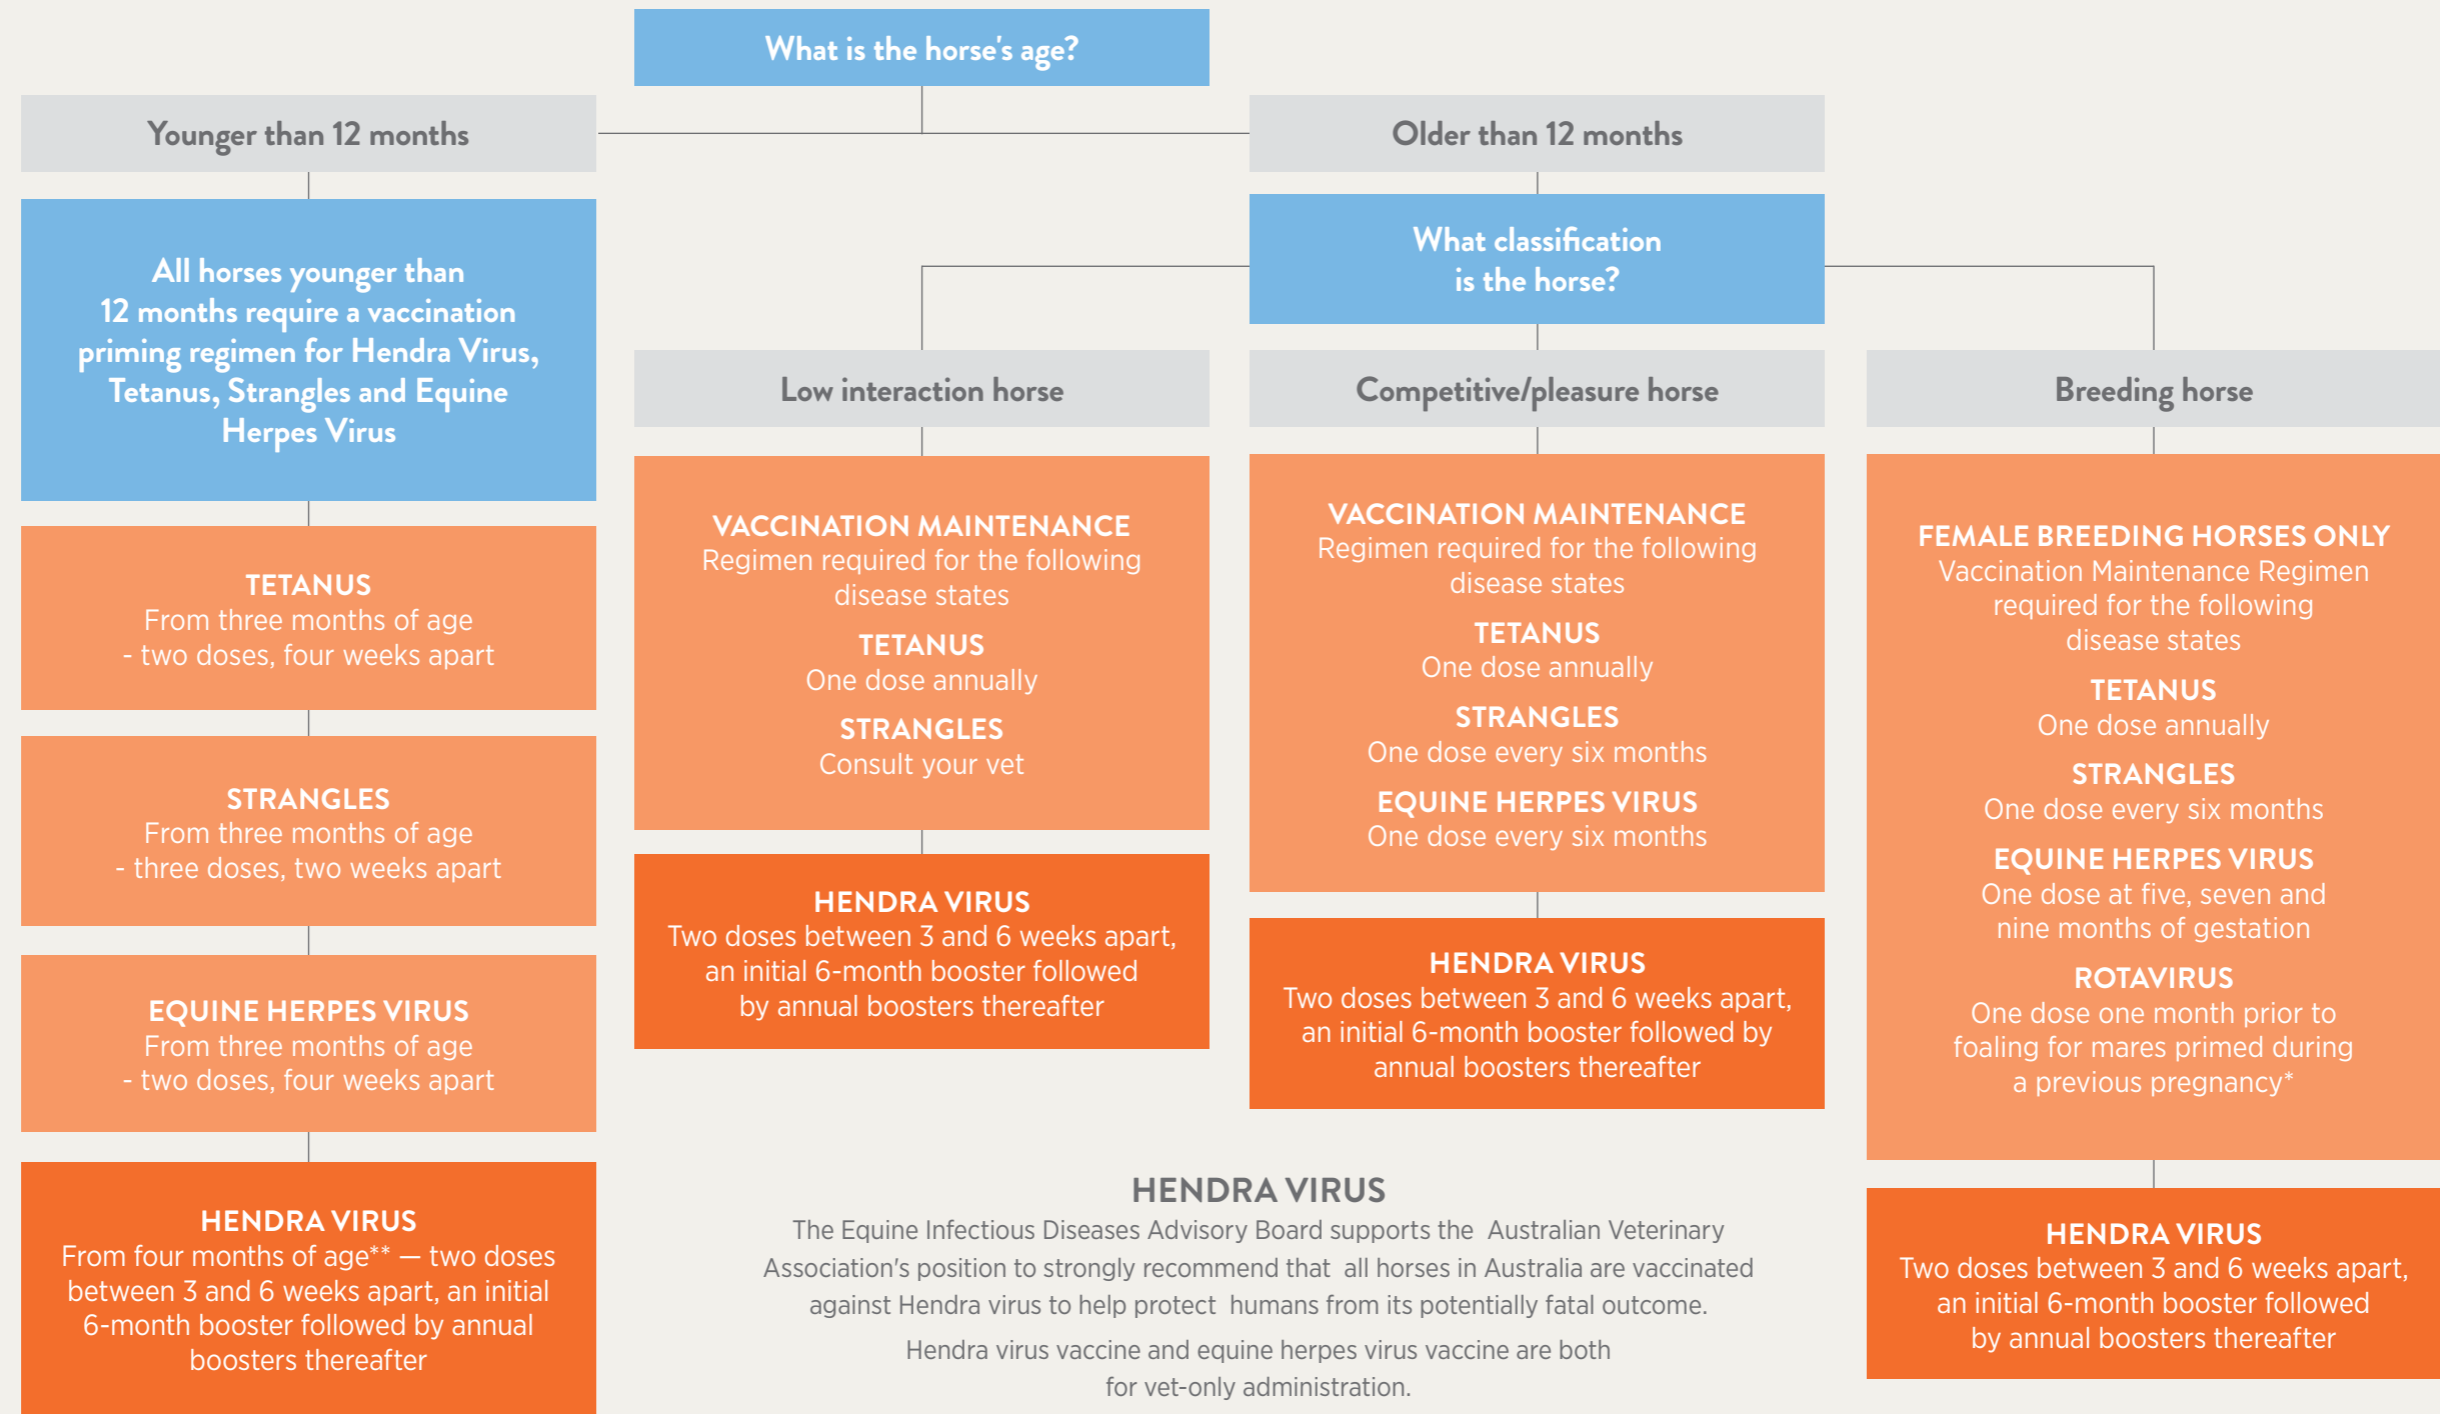 What is the horse's age?
Younger than 12 months
Older than 12 months
All horses younger than
12 months require a vaccination
priming regimen for Hendra Virus,
Tetanus, Strangles and Equine
Herpes Virus
TETANUS
From three months of age
- two doses, four weeks apart
STRANGLES
From three months of age
- three doses, two weeks apart
EQUINE HERPES VIRUS
From three months of age
- two doses, four weeks apart
HENDRA VIRUS
From four months of age** — two doses
between 3 and 6 weeks apart, an initial
6-month booster followed by annual
boosters thereafter
What classification
is the horse?
Low interaction horse
VACCINATION MAINTENANCE
Regimen required for the following
disease states
TETANUS
One dose annually
STRANGLES
Consult your vet
HENDRA VIRUS
Two doses between 3 and 6 weeks apart,
an initial 6-month booster followed
by annual boosters thereafter
Competitive/pleasure horse
VACCINATION MAINTENANCE
Regimen required for the following
disease states
TETANUS
One dose annually
STRANGLES
One dose every six months
EQUINE HERPES VIRUS
One dose every six months
HENDRA VIRUS
Two doses between 3 and 6 weeks apart,
an initial 6-month booster followed by
annual boosters thereafter
Breeding horse
FEMALE BREEDING HORSES ONLY
Vaccination Maintenance Regimen
required for the following
disease states
TETANUS
One dose annually
STRANGLES
One dose every six months
EQUINE HERPES VIRUS
One dose at five, seven and
nine months of gestation
ROTAVIRUS
One dose one month prior to
foaling for mares primed during
a previous pregnancy*
HENDRA VIRUS
Two doses between 3 and 6 weeks apart,
an initial 6-month booster followed
by annual boosters thereafter
HENDRA VIRUS
The Equine Infectious Diseases Advisory Board supports the Australian Veterinary
Association's position to strongly recommend that all horses in Australia are vaccinated
against Hendra virus to help protect humans from its potentially fatal outcome.
Hendra virus vaccine and equine herpes virus vaccine are both
for vet-only administration.